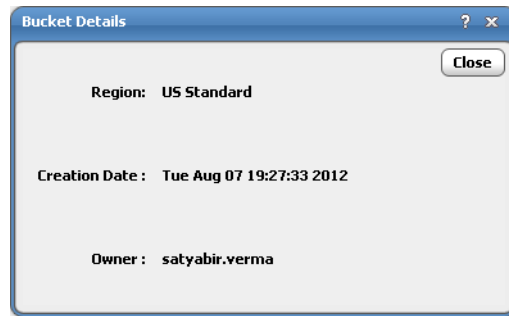 Bucket Details ? x
Close
Region: US Standard
Creation Date : Tue Aug 07 19:27:33 2012
Owner : satyabir.verma